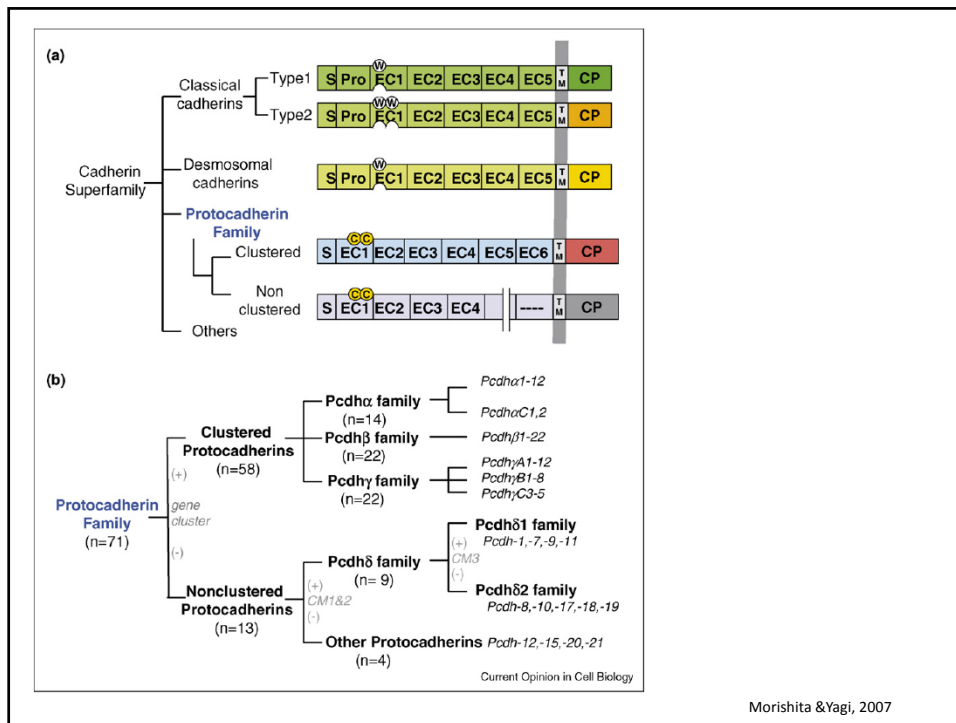 (a)
Classical
cadherins
Type1
S Pro W EC1 EC2 EC3 EC4 EC5 TM CP
Type2
S Pro W W EC1 EC2 EC3 EC4 EC5 TM CP
Cadherin
Superfamily
Desmosomal
cadherins
S Pro W EC1 EC2 EC3 EC4 EC5 TM CP
Protocadherin
Family
Clustered
S C C EC1 EC2 EC3 EC4 EC5 EC6 TM CP
Non
clustered
S C C EC1 EC2 EC3 EC4 ---- TM CP
Others
(b)
Protocadherin
Family
(n=71)
(+)
gene
cluster
(-)
Clustered
Protocadherins
(n=58)
Pcdhα family
(n=14)
Pcdhα1-12
PcdhαC1,2
Pcdhβ family
(n=22)
Pcdhβ1-22
Pcdhγ family
(n=22)
PcdhγA1-12
PcdhγB1-8
PcdhγC3-5
Nonclustered
Protocadherins
(n=13)
(+)
CM1&2
(-)
Pcdhδ family
(n= 9)
(+)
CM3
(-)
Pcdhδ1 family
Pcdh-1,-7,-9,-11
Pcdhδ2 family
Pcdh-8,-10,-17,-18,-19
Other Protocadherins
(n=4)
Pcdh-12,-15,-20,-21
Current Opinion in Cell Biology
Morishita &Yagi, 2007